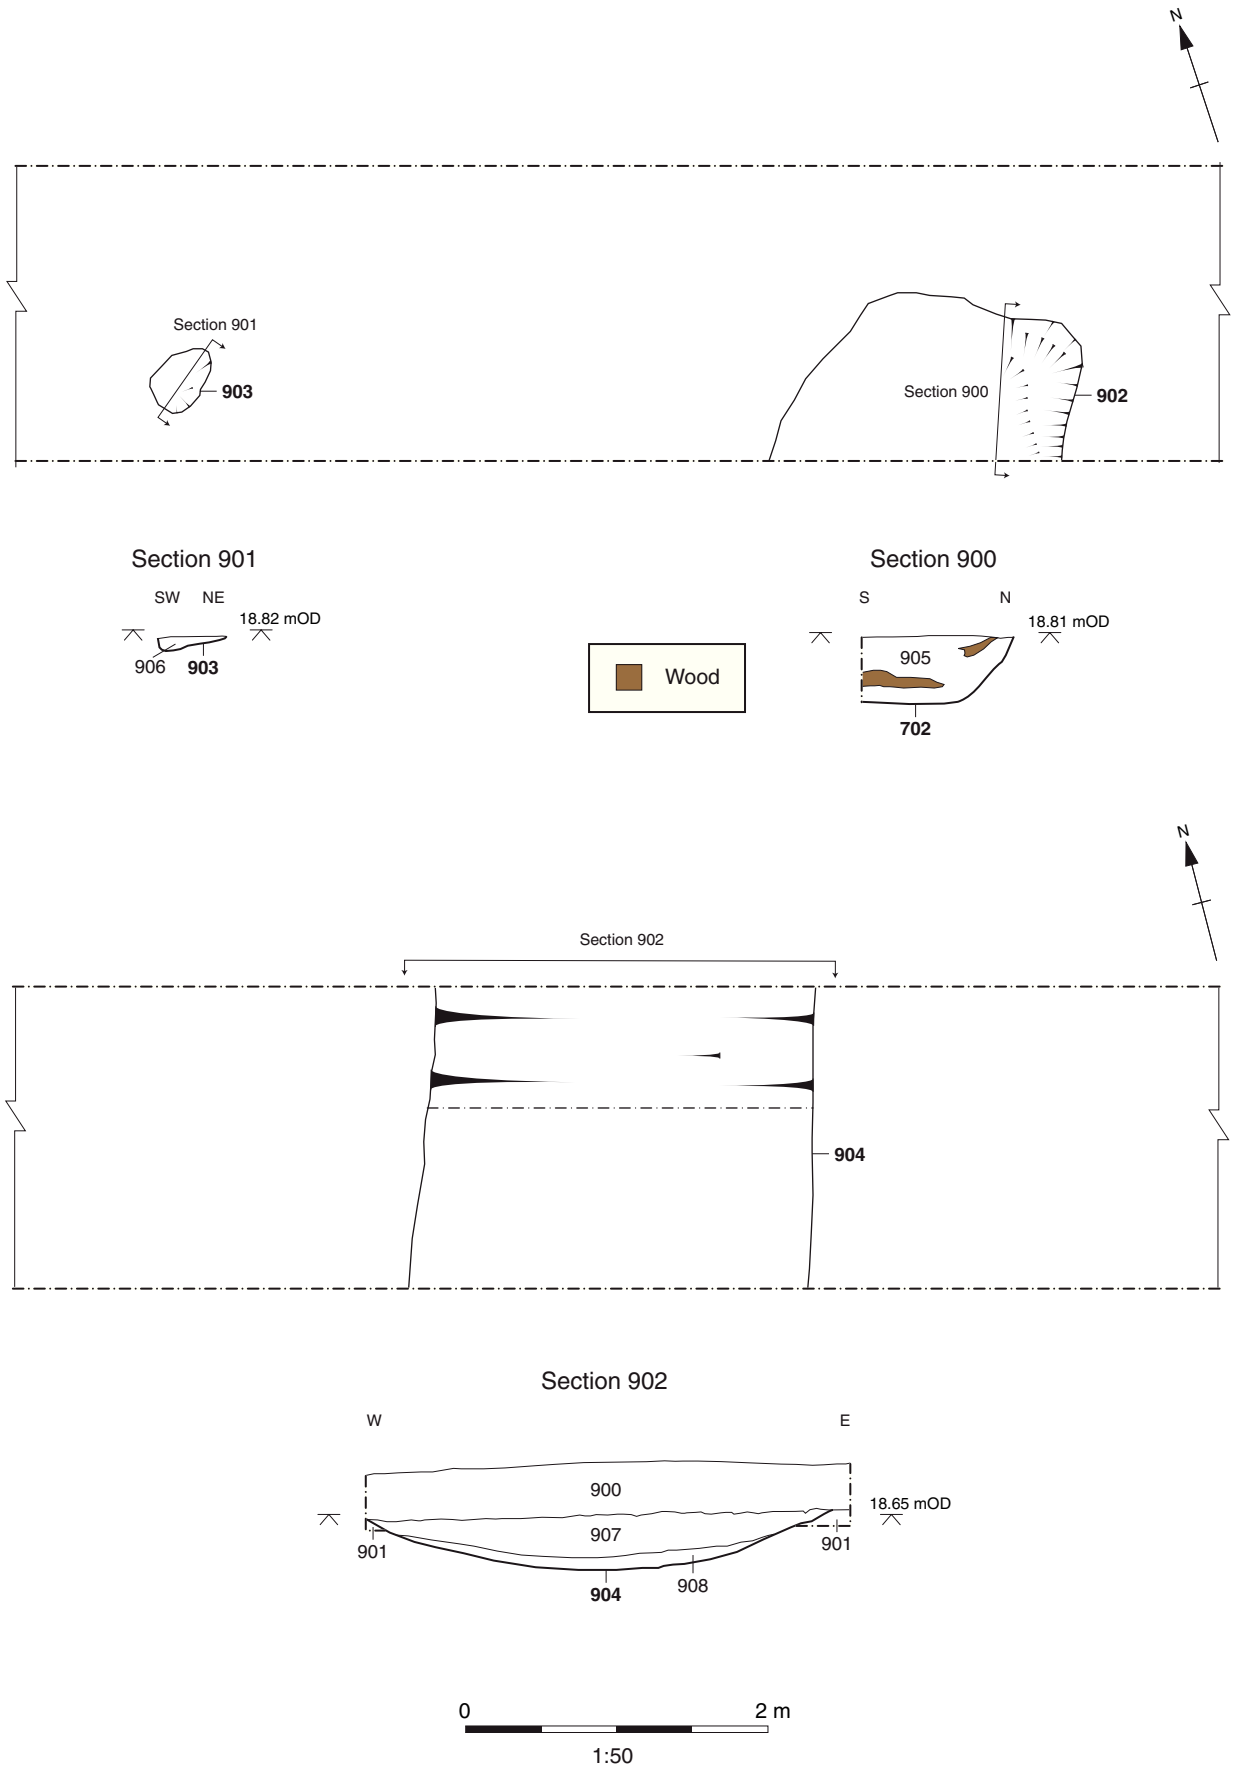 N
Section 901
903
Section 900
902
Section 901
SW NE
18.82 mOD
906 903
Wood
Section 900
S N
18.81 mOD
905
702
N
Section 902
904
Section 902
W E
900
18.65 mOD
907
901 901
908
904
0 2 m
1:50